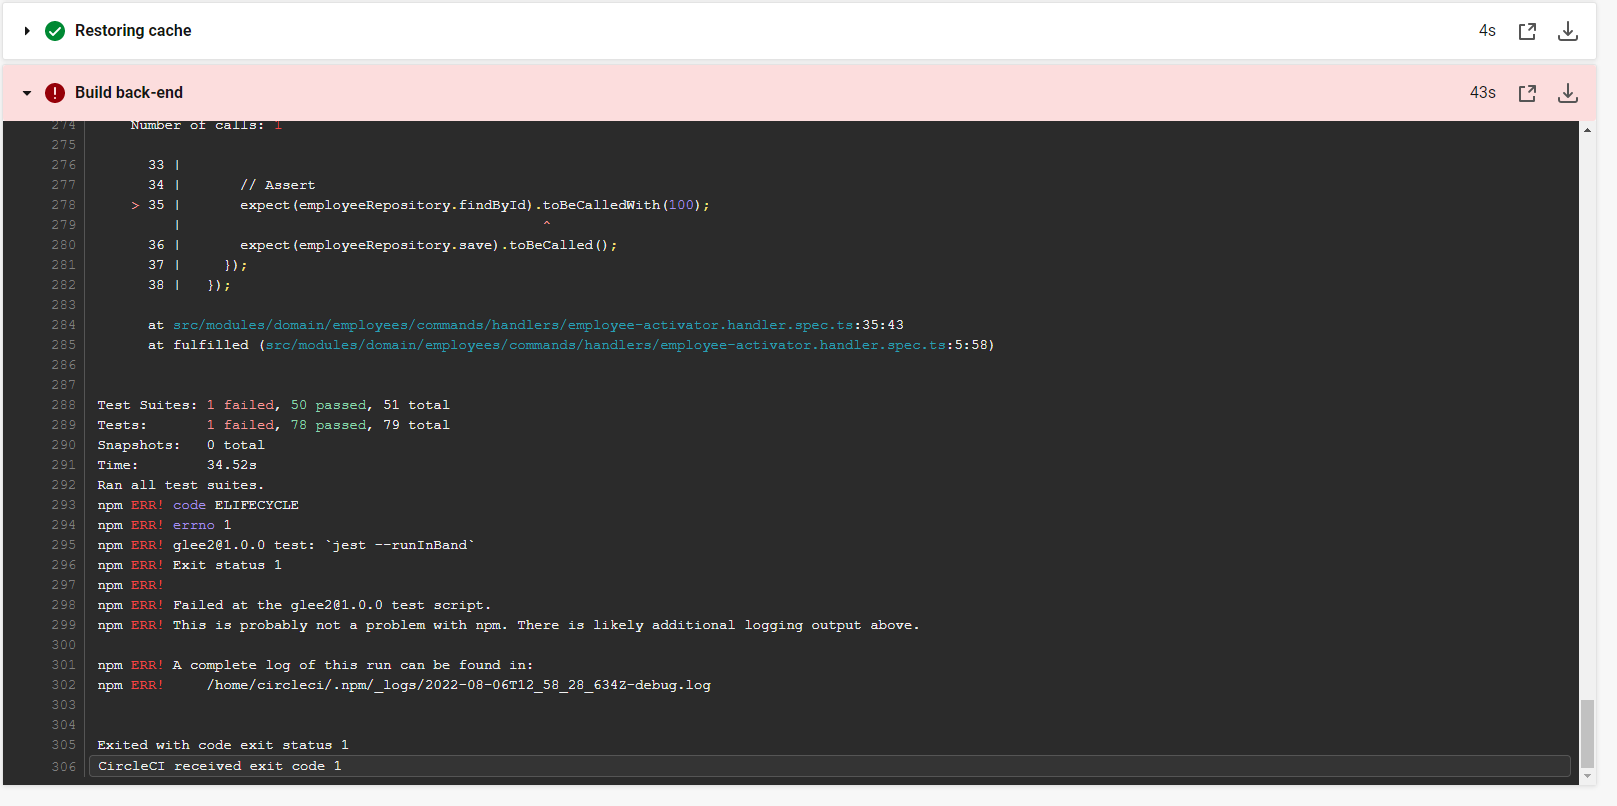 Restoring cache 4s
Build back-end 43s
274 Number of calls: 1
275
276 33 |
277 34 | // Assert
278 > 35 | expect(employeeRepository.findById).toBeCalledWith(100);
279 | ^
280 36 | expect(employeeRepository.save).toBeCalled();
281 37 | });
282 38 | });
283
284 at src/modules/domain/employees/commands/handlers/employee-activator.handler.spec.ts:35:43
285 at fulfilled (src/modules/domain/employees/commands/handlers/employee-activator.handler.spec.ts:5:58)
286
287
288 Test Suites: 1 failed, 50 passed, 51 total
289 Tests: 1 failed, 78 passed, 79 total
290 Snapshots: 0 total
291 Time: 34.52s
292 Ran all test suites.
293 npm ERR! code ELIFECYCLE
294 npm ERR! errno 1
295 npm ERR! glee2@1.0.0 test: `jest --runInBand`
296 npm ERR! Exit status 1
297 npm ERR!
298 npm ERR! Failed at the glee2@1.0.0 test script.
299 npm ERR! This is probably not a problem with npm. There is likely additional logging output above.
300
301 npm ERR! A complete log of this run can be found in:
302 npm ERR! /home/circleci/.npm/_logs/2022-08-06T12_58_28_634Z-debug.log
303
304
305 Exited with code exit status 1
306 CircleCI received exit code 1